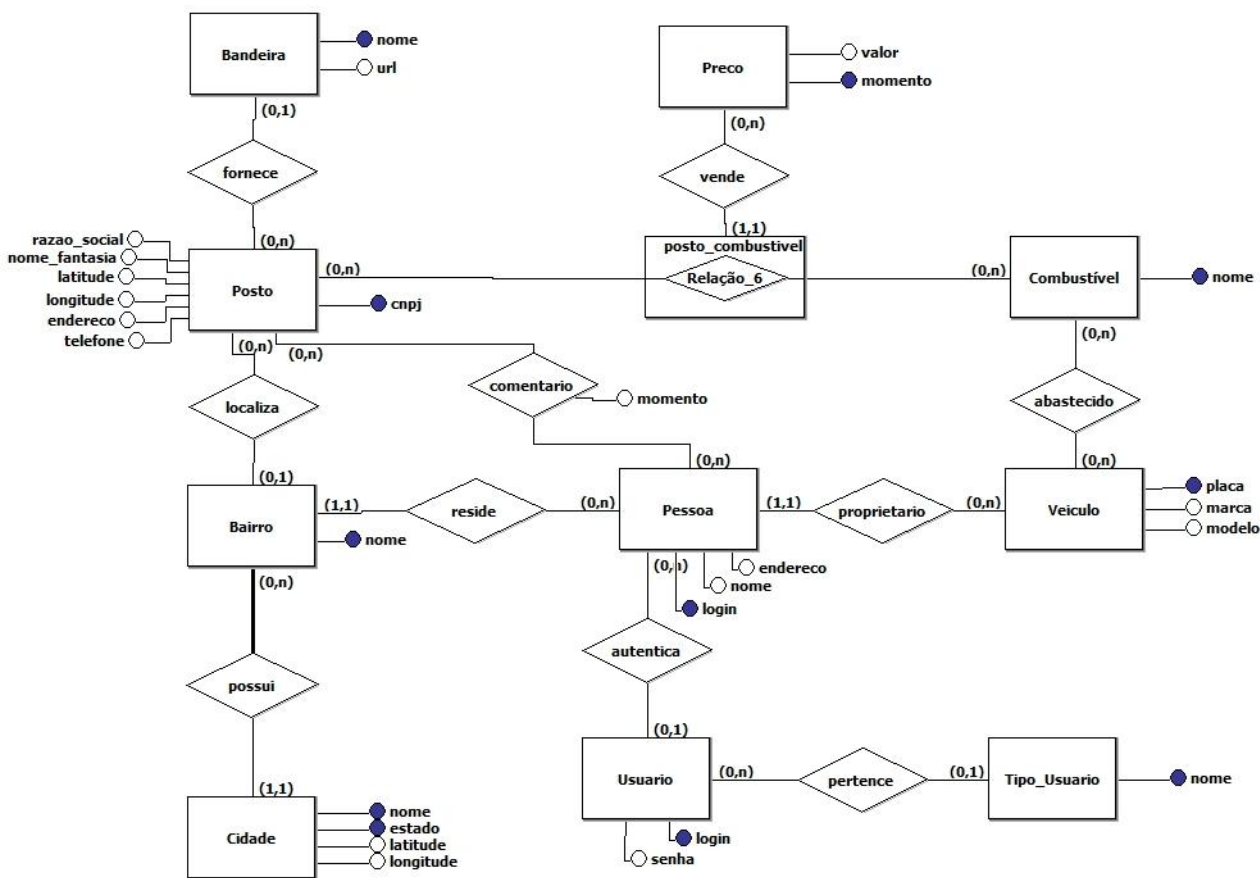 Bandeira
nome
url
(0,1)
fornece
(0,n)
Preco
valor
momento
(0,n)
vende
(1,1)
posto_combustivel
Relação_6
razao_social
nome_fantasia
latitude
longitude
endereco
telefone
Posto
(0,n)
cnpj
(0,n)
Combustível
nome
(0,n)
(0,n)
(0,n)
comentario
momento
localiza
abastecido
(0,1)
(0,n)
(0,n)
Bairro
(1,1)
nome
reside
(0,n)
Pessoa
(1,1)
proprietario
(0,n)
Veiculo
placa
marca
modelo
(0,n)
(0,n)
endereco
nome
login
autentica
possui
(0,1)
(1,1)
Cidade
nome
estado
latitude
longitude
Usuario
(0,n)
pertence
(0,1)
Tipo_Usuario
nome
login
senha